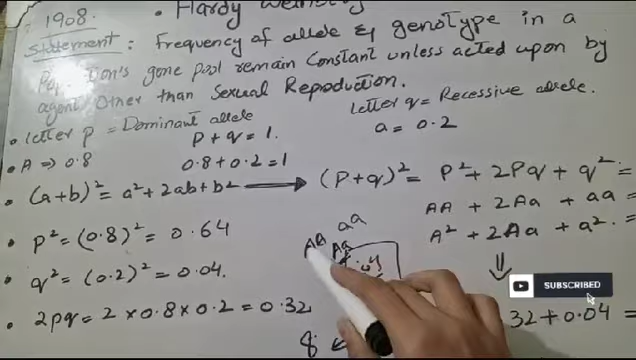 1908. • Hardy
Statement: Frequency of allele & genotype in a
gene pool remain constant unless acted upon by
agent other than Sexual Reproduction.
• letter p = Dominant allele
letter q = Recessive allele.
P + q = 1.
a = 0.2
• A ⇒ 0.8
0.8 + 0.2 = 1
• (a+b)² = a² + 2ab + b² → (P+q)² = P² + 2Pq + q² =
AA + 2Aa + aa =
• P² = (0.8)² = 0.64
A² + 2Aa + a² =
aa
AA Aa
• q² = (0.2)² = 0.04.
SUBSCRIBED
• 2pq = 2 × 0.8 × 0.2 = 0.32
32 + 0.04 =